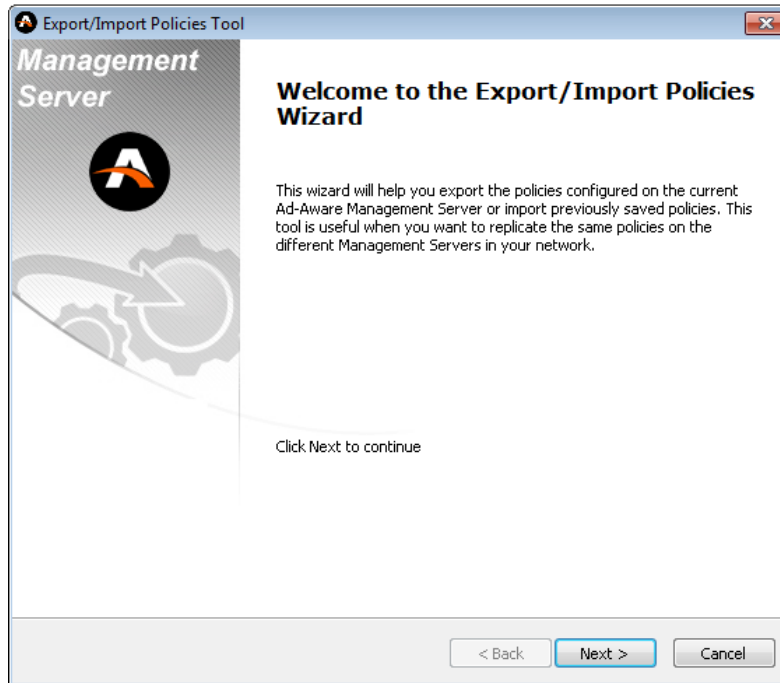 Export/Import Policies Tool
Management
Server
Welcome to the Export/Import Policies
Wizard
This wizard will help you export the policies configured on the current
Ad-Aware Management Server or import previously saved policies. This
tool is useful when you want to replicate the same policies on the
different Management Servers in your network.
Click Next to continue
< Back Next > Cancel